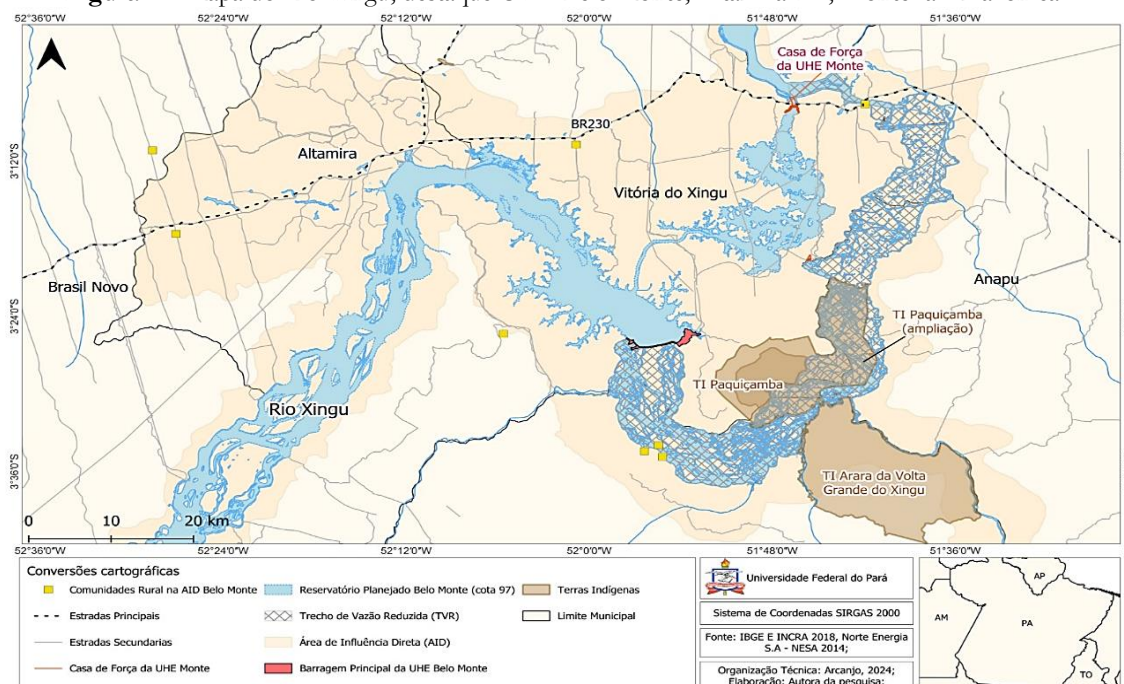 52°36'0"W 52°24'0"W 52°12'0"W 52°0'0"W 51°48'0"W 51°36'0"W
Casa de Força
da UHE Monte
BR230
3°12'0"S
Altamira
Vitória do Xingu
Brasil Novo
Anapu
3°24'0"S
TI Paquiçamba
(ampliação)
TI Paquiçamba
Rio Xingu
3°36'0"S
TI Arara da Volta
Grande do Xingu
0 10 20 km
52°36'0"W 52°24'0"W 52°12'0"W 52°0'0"W 51°48'0"W 51°36'0"W
Conversões cartográficas
Comunidades Rural na AID Belo Monte
Estradas Principais
Estradas Secundarias
Casa de Força da UHE Monte
Reservatório Planejado Belo Monte (cota 97)
Trecho de Vazão Reduzida (TVR)
Área de Influência Direta (AID)
Barragem Principal da UHE Belo Monte
Terras Indígenas
Limite Municipal
Universidade Federal do Pará
Sistema de Coordenadas SIRGAS 2000
Fonte: IBGE E INCRA 2018, Norte Energia
S.A - NESA 2014;
Organização Técnica: Arcanjo, 2024;
Elaboração: Autora da pesquisa;
AP
AM
PA
TO